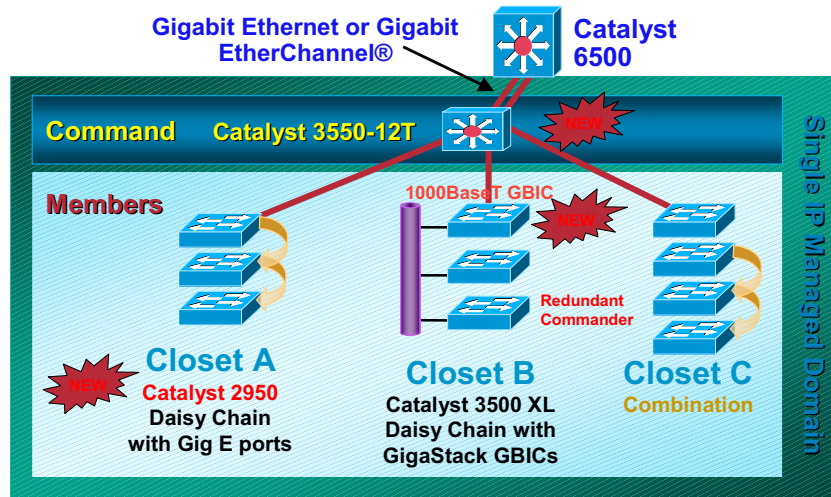 Gigabit Ethernet or Gigabit
EtherChannel®
Catalyst
6500
Command
Catalyst 3550-12T
NEW
Single IP Managed Domain
Members
1000BaseT GBIC
NEW
Redundant
Commander
NEW
Closet A
Catalyst 2950
Daisy Chain
with Gig E ports
Closet B
Catalyst 3500 XL
Daisy Chain with
GigaStack GBICs
Closet C
Combination